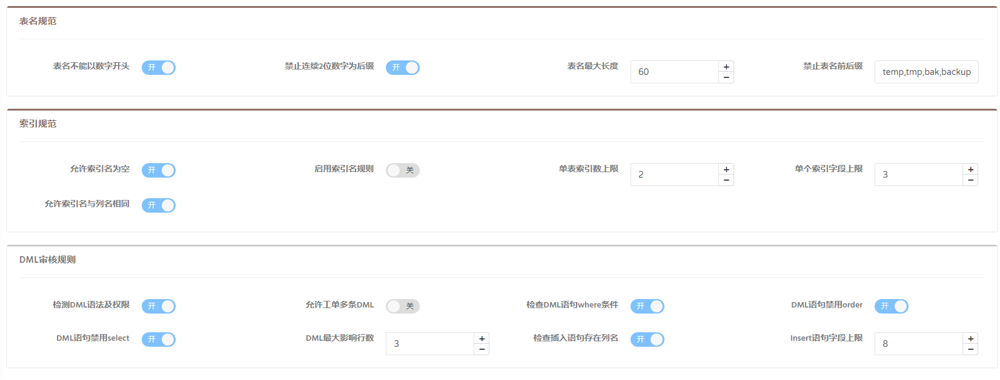 表名规范
表名不能以数字开头 开 禁止连续2位数字为后缀 开 表名最大长度 60 + − 禁止表名前后缀 temp,tmp,bak,backup
索引规范
允许索引名为空 开 启用索引名规则 关 单表索引数上限 2 + − 单个索引字段上限 3 + −
允许索引名与列名相同 开
DML审核规则
检测DML语法及权限 开 允许工单多条DML 关 检查DML语句where条件 开 DML语句禁用order 开
DML语句禁用select 开 DML最大影响行数 3 + − 检查插入语句存在列名 开 Insert语句字段上限 8 + −